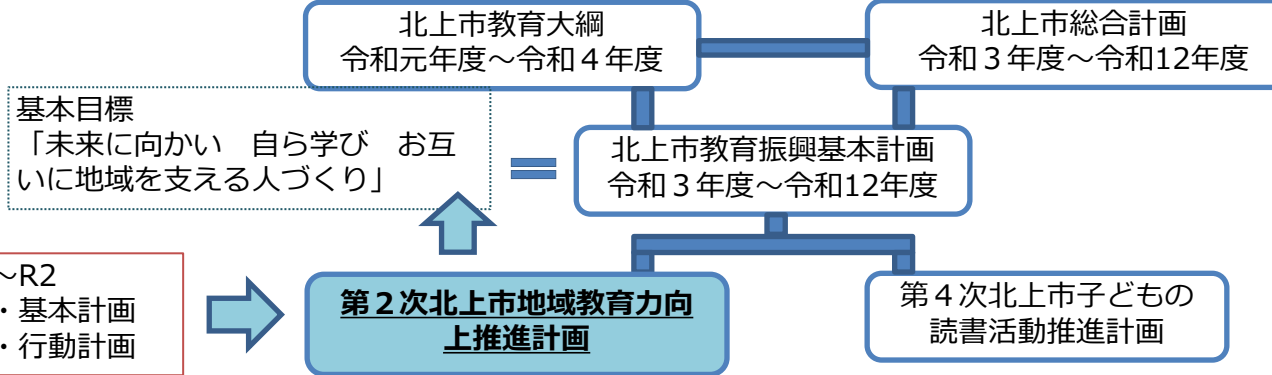 北上市教育大綱
令和元年度～令和４年度
北上市総合計画
令和３年度～令和12年度
基本目標
「未来に向かい　自ら学び　お互
いに地域を支える人づくり」
北上市教育振興基本計画
令和３年度～令和12年度
～R2
・基本計画
・行動計画
第２次北上市地域教育力向
上推進計画
第４次北上市子どもの
読書活動推進計画